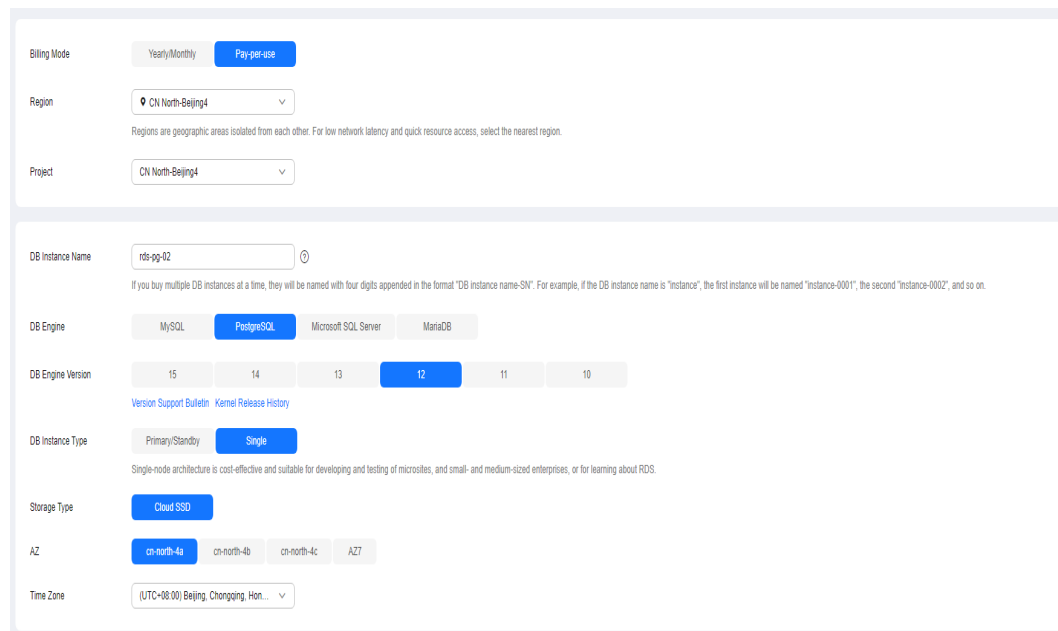 Billing Mode Yearly/Monthly Pay-per-use
Region CN North-Beijing4
Regions are geographic areas isolated from each other. For low network latency and quick resource access, select the nearest region.
Project CN North-Beijing4
DB Instance Name rds-pg-02 ?
If you buy multiple DB instances at a time, they will be named with four digits appended in the format "DB instance name-SN". For example, if the DB instance name is "instance", the first instance will be named "instance-0001", the second "instance-0002", and so on.
DB Engine MySQL PostgreSQL Microsoft SQL Server MariaDB
DB Engine Version 15 14 13 12 11 10
Version Support Bulletin Kernel Release History
DB Instance Type Primary/Standby Single
Single-node architecture is cost-effective and suitable for developing and testing of microsites, and small- and medium-sized enterprises, or for learning about RDS.
Storage Type Cloud SSD
AZ cn-north-4a cn-north-4b cn-north-4c AZ7
Time Zone (UTC+08:00) Beijing, Chongqing, Hon...